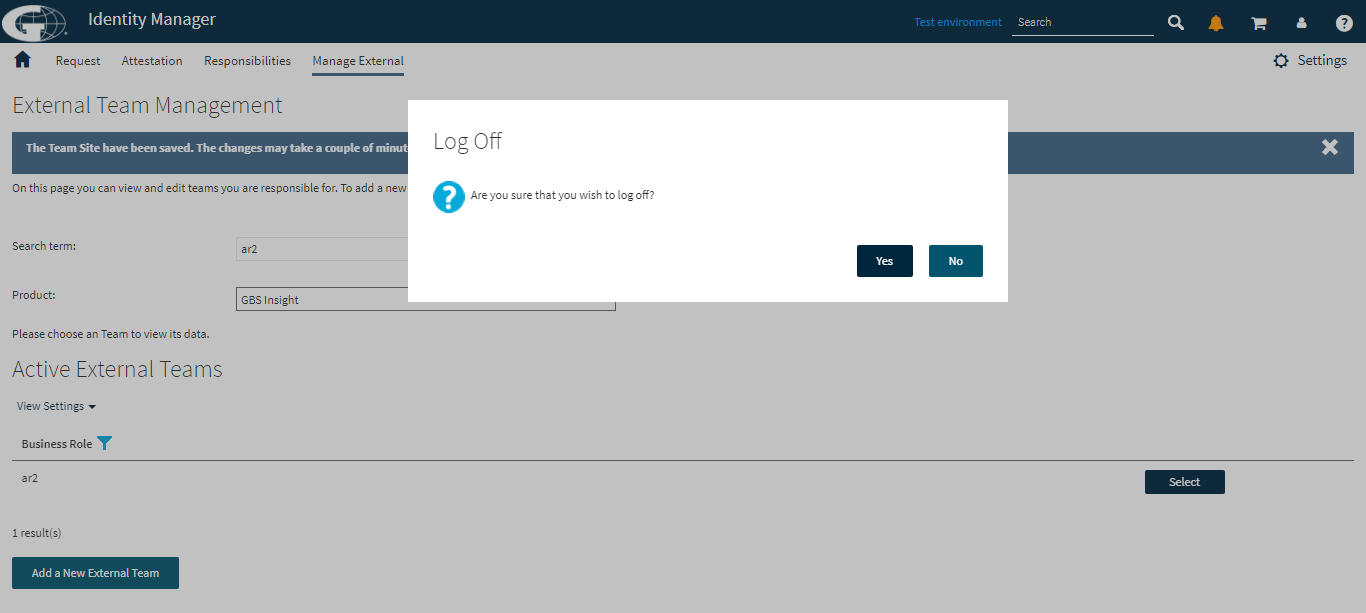 Identity Manager
Test environment
Search
Request
Attestation
Responsibilities
Manage External
Settings
External Team Management
The Team Site have been saved. The changes may take a couple of minut
On this page you can view and edit teams you are responsible for. To add a new
Log Off
Are you sure that you wish to log off?
Yes
No
Search term:
ar2
Product:
GBS Insight
Please choose an Team to view its data.
Active External Teams
View Settings
Business Role
ar2
Select
1 result(s)
Add a New External Team